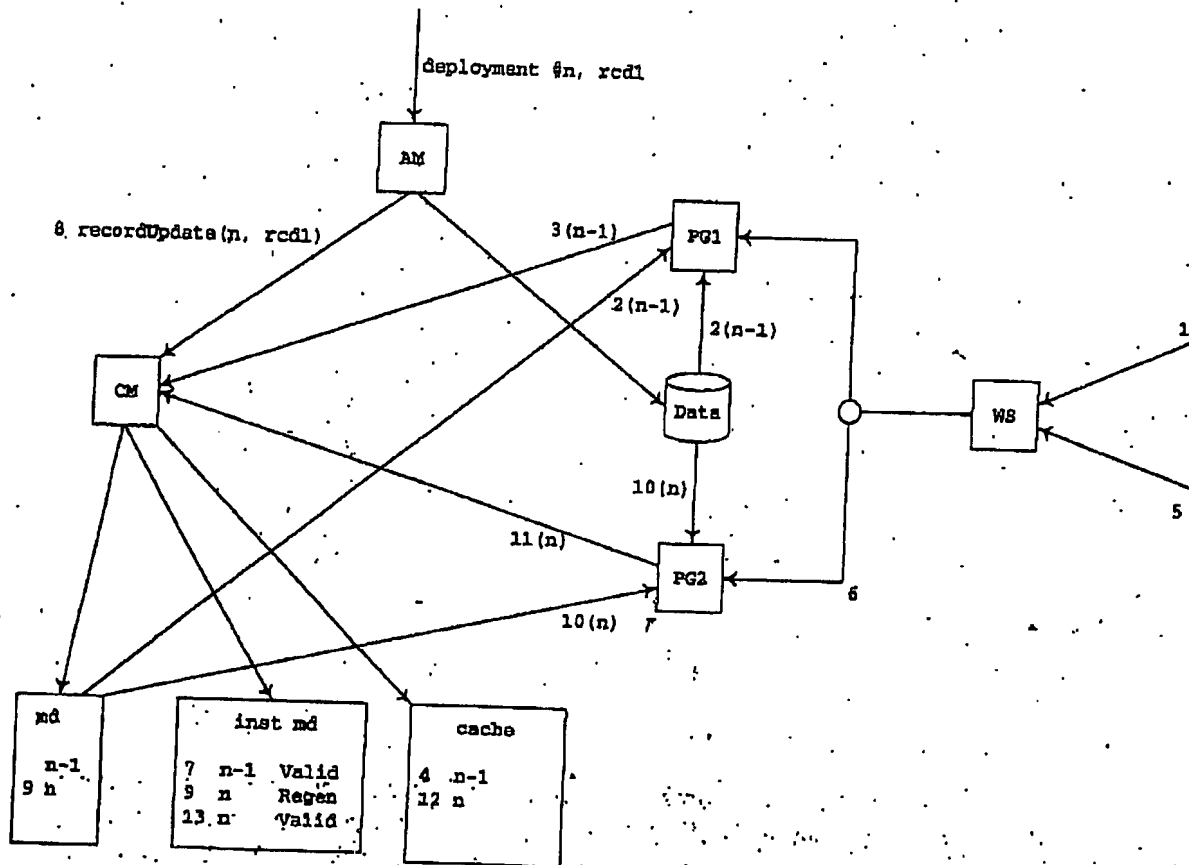 deployment #n, rcd1
AM
8 recordUpdate(n, rcd1)
3(n-1)
PG1
2(n-1)
2(n-1)
1
CM
Data
WS
10(n)
5
11(n)
PG2
6
10(n)
md
n-1
9 n
inst md
7 n-1 Valid
9 n Regen
13 n Valid
cache
4 n-1
12 n